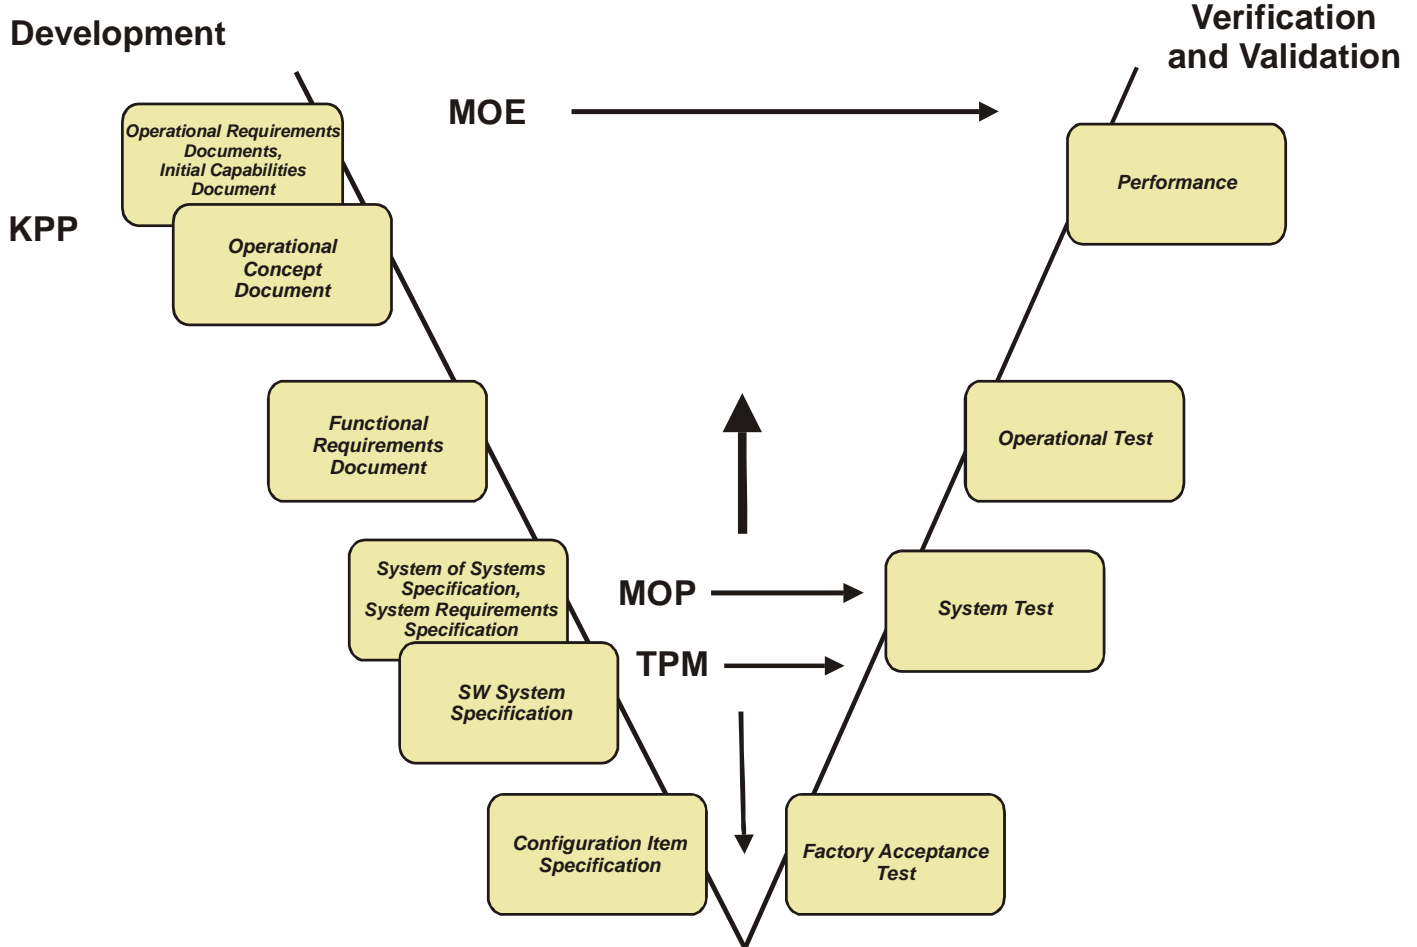 Development
Verification
and Validation
MOE
Operational Requirements
Documents,
Initial Capabilities
Document
Performance
KPP
Operational
Concept
Document
Functional
Requirements
Document
Operational Test
System of Systems
Specification,
System Requirements
Specification
MOP
System Test
TPM
SW System
Specification
Configuration Item
Specification
Factory Acceptance
Test